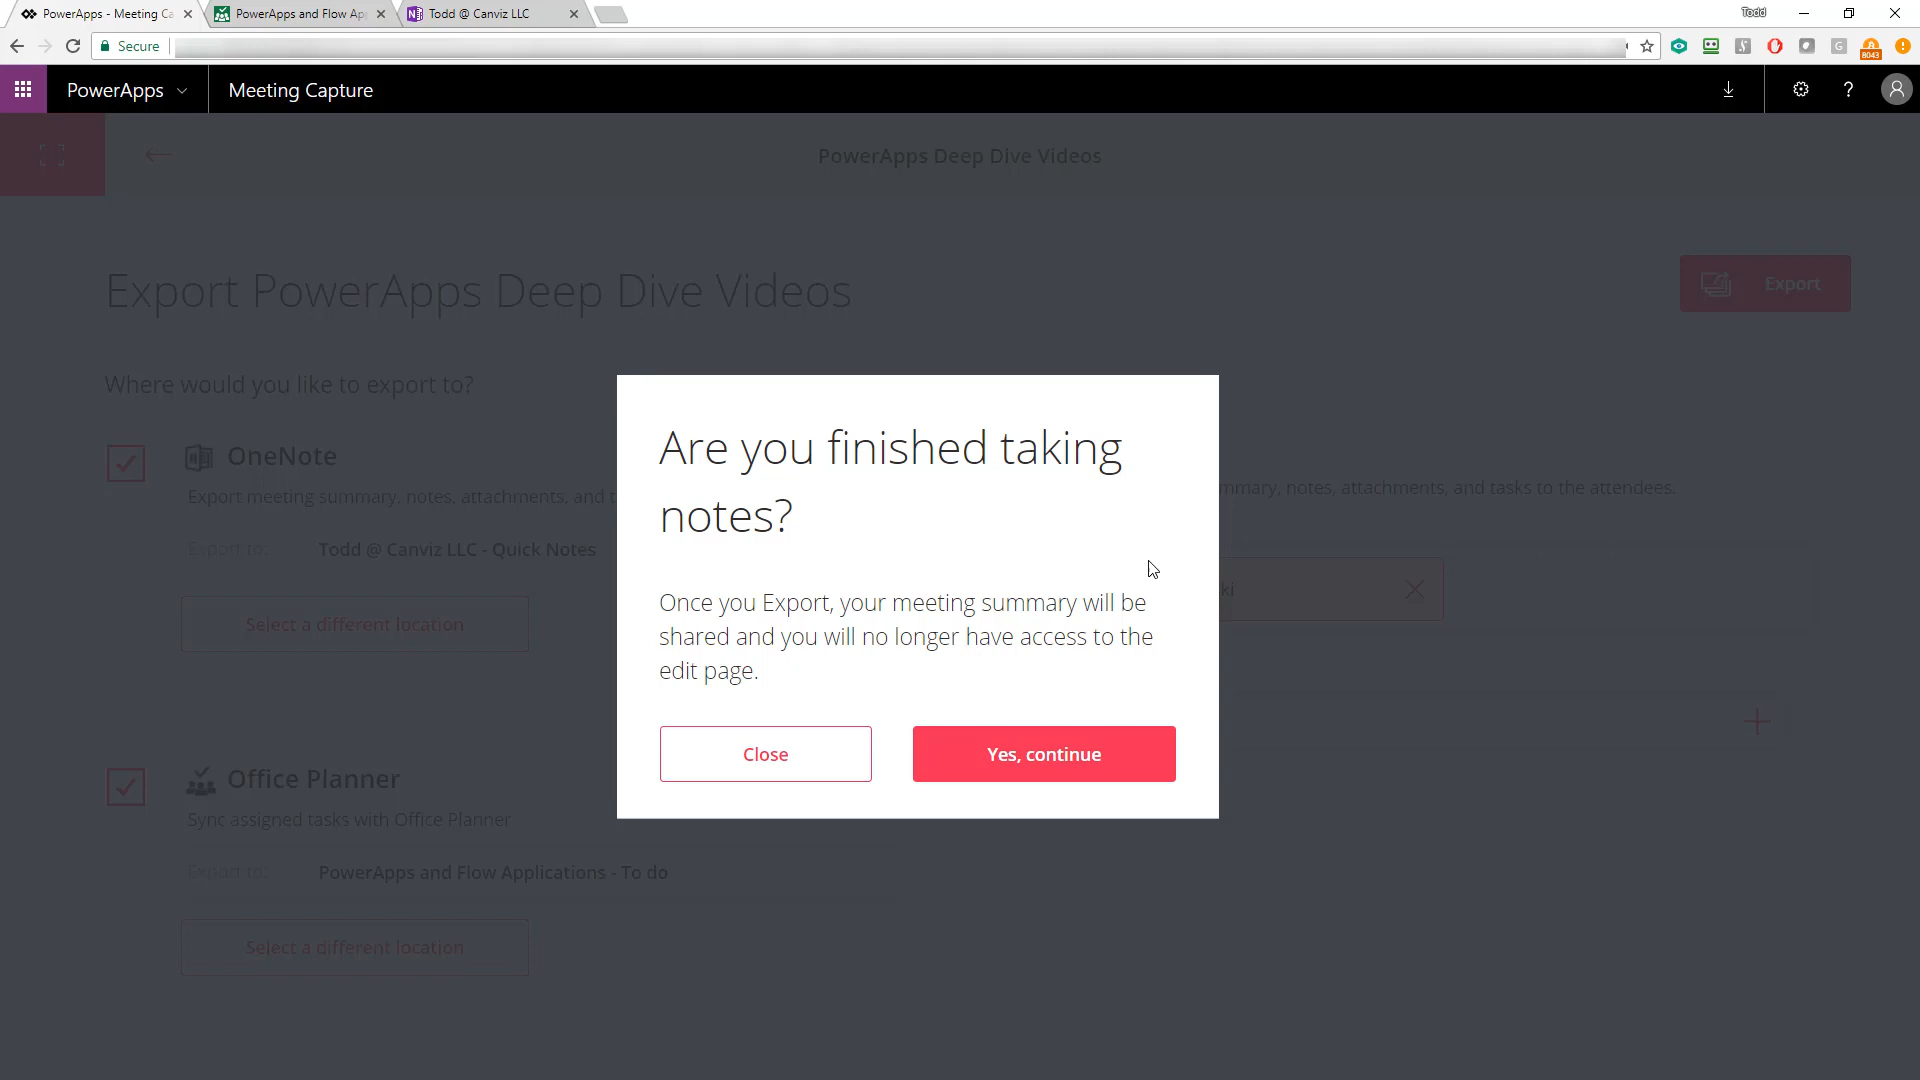 PowerApps - Meeting Ca
PowerApps and Flow Ap
Todd @ Canviz LLC
Todd
Secure
8043
PowerApps
Meeting Capture
?
PowerApps Deep Dive Videos
Export PowerApps Deep Dive Videos
Export
Where would you like to export to?
OneNote
Export meeting summary, notes, attachments, and t
mmary, notes, attachments, and tasks to the attendees.
Export to:
Todd @ Canviz LLC - Quick Notes
ki
Select a different location
Are you finished taking
notes?
Once you Export, your meeting summary will be
shared and you will no longer have access to the
edit page.
Close
Yes, continue
Office Planner
Sync assigned tasks with Office Planner
Export to:
PowerApps and Flow Applications - To do
Select a different location